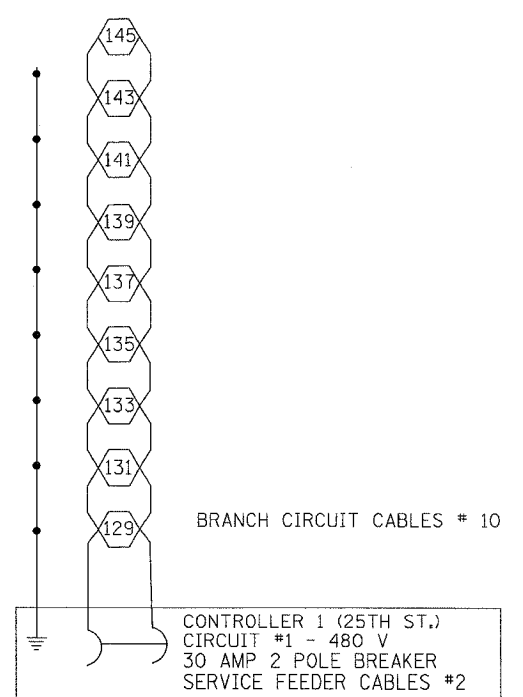 145
143
141
139
137
135
133
131
129
BRANCH CIRCUIT CABLES # 10
CONTROLLER 1 (25TH ST.)
CIRCUIT #1 - 480 V
30 AMP 2 POLE BREAKER
SERVICE FEEDER CABLES #2